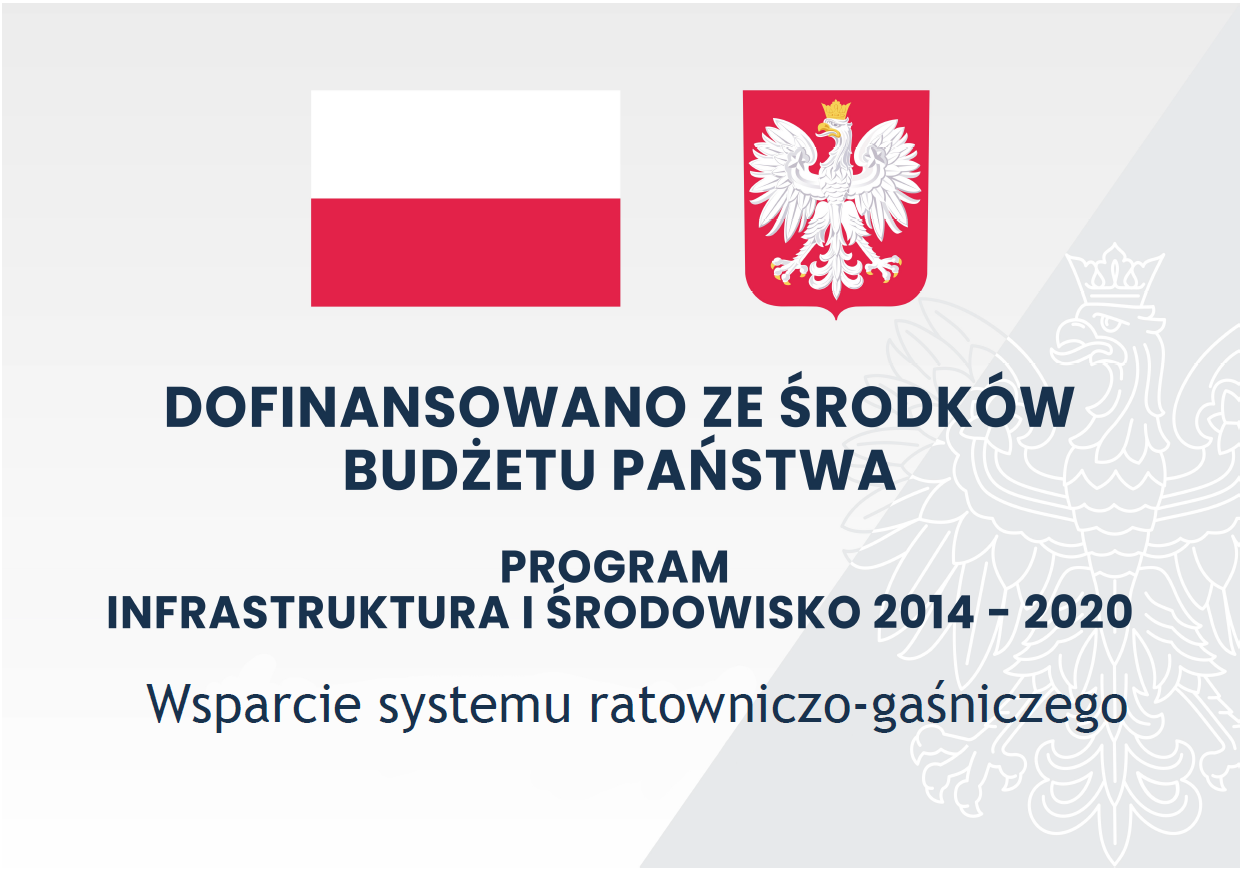 DOFINANSOWANO ZE ŚRODKÓW
BUDŻETU PAŃSTWA
PROGRAM
INFRASTRUKTURA I ŚRODOWISKO 2014 – 2020
Wsparcie systemu ratowniczo-gaśniczego